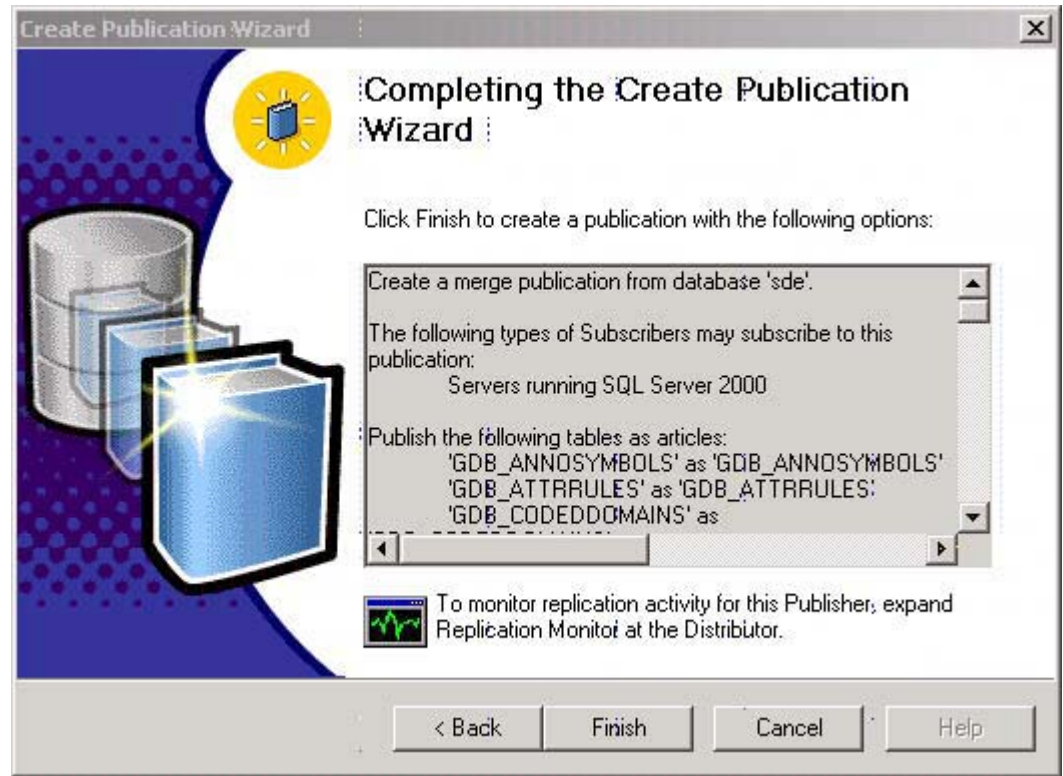 Create Publication Wizard
Completing the Create Publication
Wizard
Click Finish to create a publication with the following options:
Create a merge publication from database 'sde'.
The following types of Subscribers may subscribe to this
publication:
Servers running SQL Server 2000
Publish the following tables as articles:
'GDB_ANNOSYMBOLS' as 'GDB_ANNOSYMBOLS'
'GDB_ATTRRULES' as 'GDB_ATTRRULES'
'GDB_CODEDDOMAINS' as
To monitor replication activity for this Publisher, expand
Replication Monitor at the Distributor.
< Back
Finish
Cancel
Help